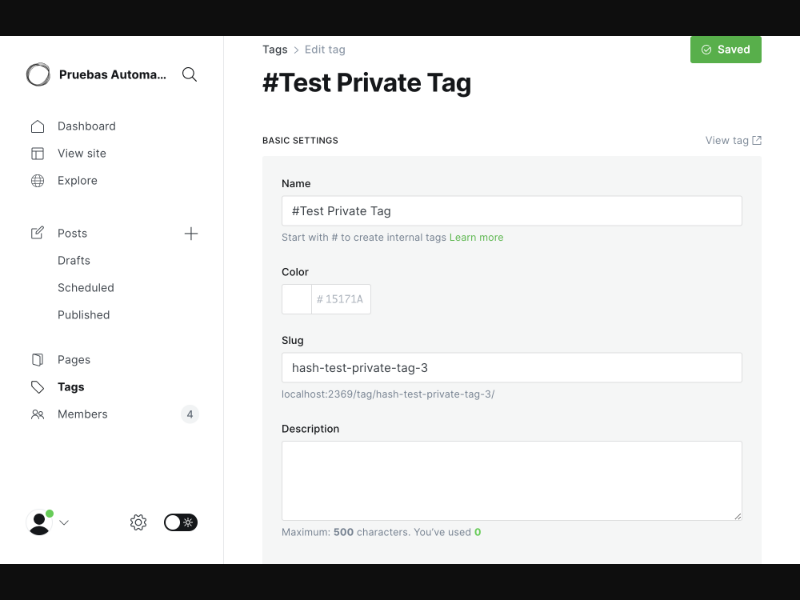 Pruebas Automa...
Dashboard
View site
Explore
Posts
Drafts
Scheduled
Published
Pages
Tags
Members 4
Tags > Edit tag
Saved
#Test Private Tag
BASIC SETTINGS
View tag
Name
#Test Private Tag
Start with # to create internal tags Learn more
Color
# 15171A
Slug
hash-test-private-tag-3
localhost:2369/tag/hash-test-private-tag-3/
Description
Maximum: 500 characters. You've used 0